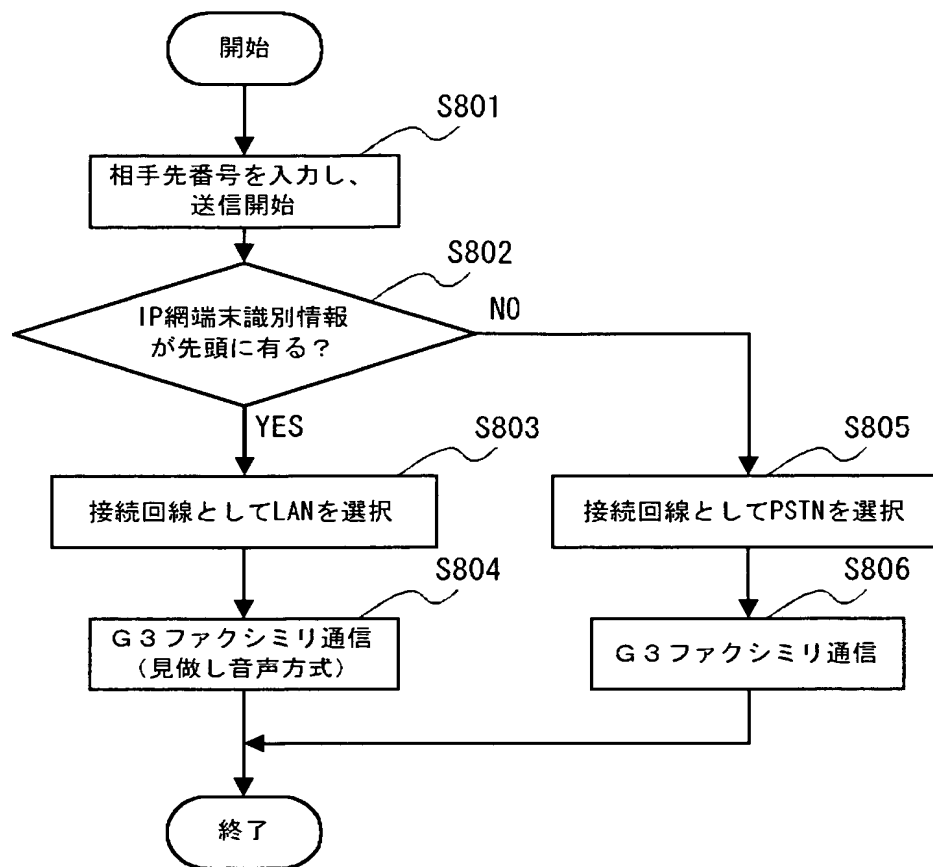 開始
S801
相手先番号を入力し、
送信開始
S802
IP網端末識別情報
が先頭に有る?
NO
YES
S803
接続回線としてLANを選択
S805
接続回線としてPSTNを選択
S804
G3ファクシミリ通信
(見做し音声方式)
S806
G3ファクシミリ通信
終了